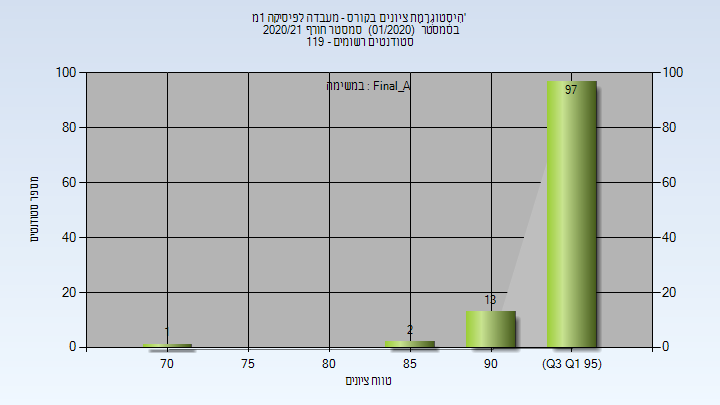 הִיסְטוֹגְרָמַת ציונים בקורס - מעבדה לפיסיקה 1מ'
בסמסטר (01/2020) סמסטר חורף 2020/21
סטודנטים רשומים - 119
במשימה : Final_A
מספר סטודנטים
100 100
80 80
60 60
40 40
20 20
0 0
1 2 13 97
70 75 80 85 90 (Q3 Q1 95)
טווח ציונים